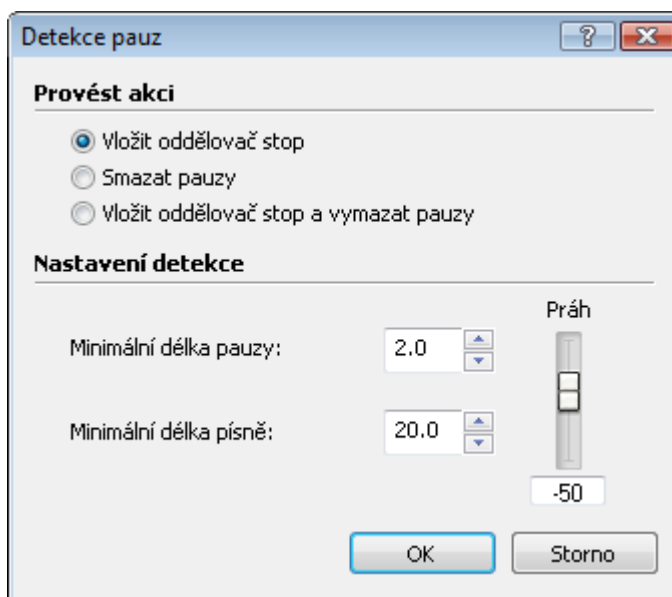 Detekce pauz
Provést akci
Vložit oddělovač stop
Smazat pauzy
Vložit oddělovač stop a vymazat pauzy
Nastavení detekce
Práh
Minimální délka pauzy: 2.0
Minimální délka písně: 20.0
-50
OK Storno